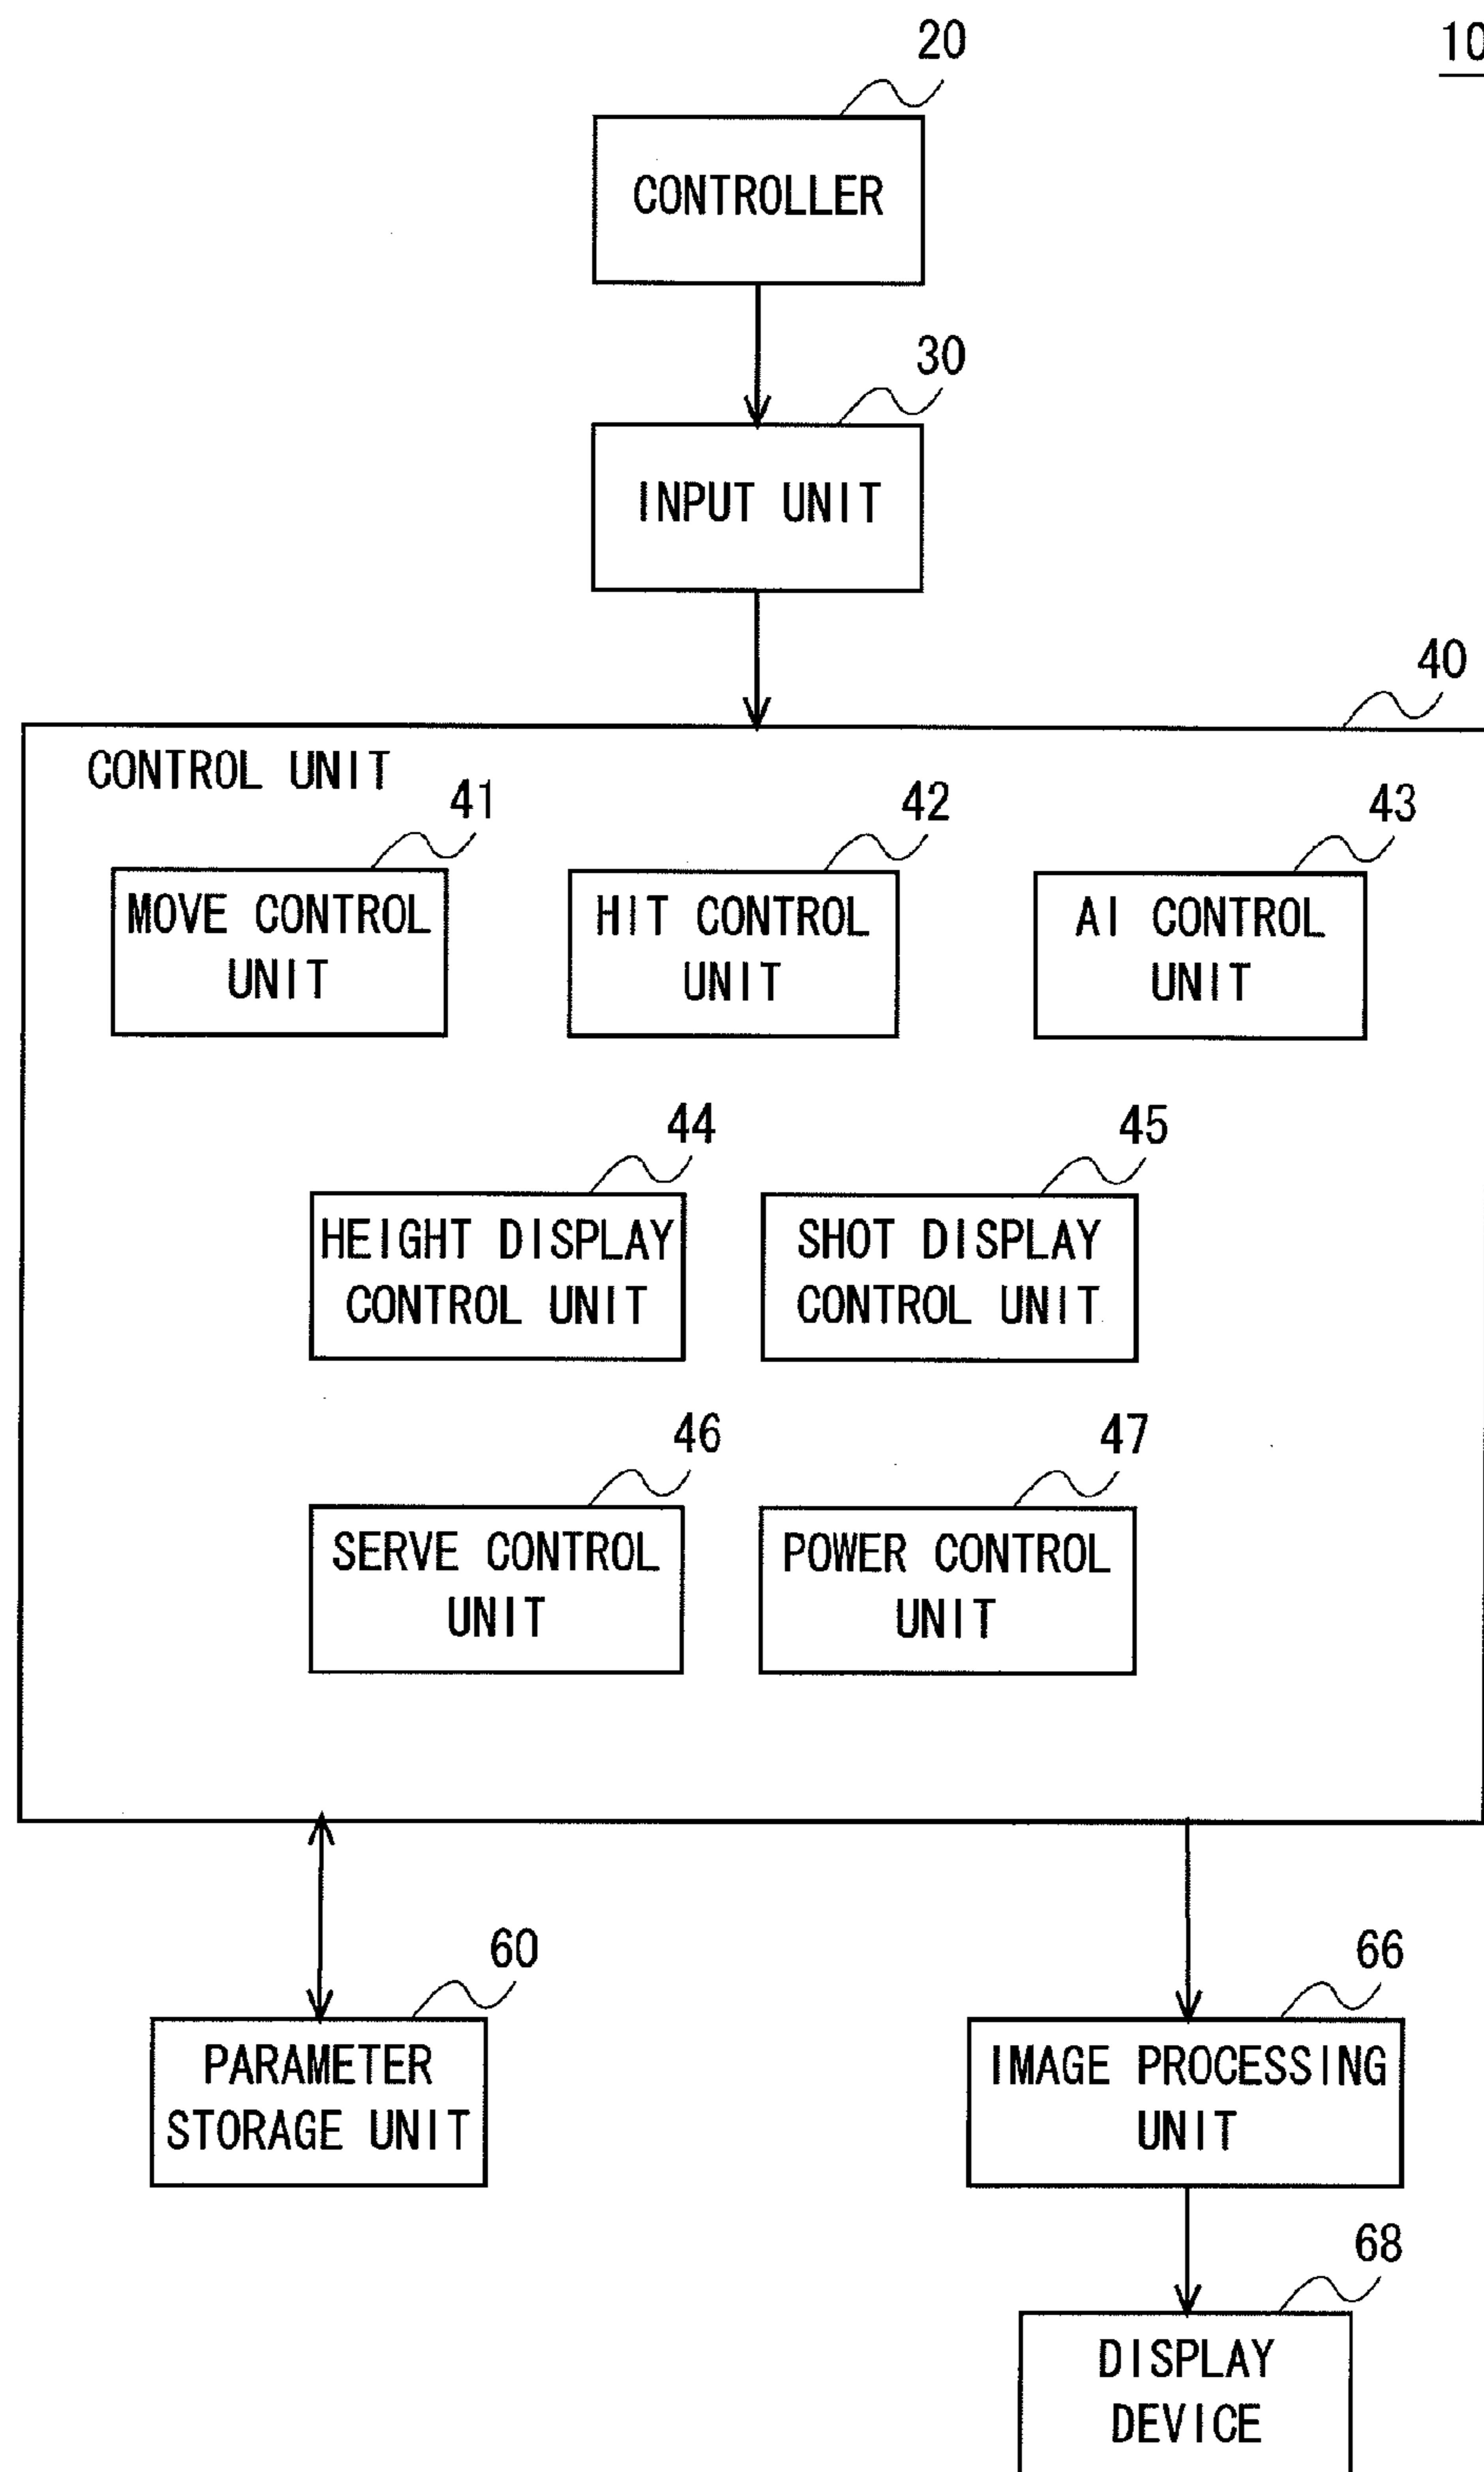 10
20
CONTROLLER
30
INPUT UNIT
40
CONTROL UNIT
41
MOVE CONTROL
UNIT
42
HIT CONTROL
UNIT
43
AI CONTROL
UNIT
44
HEIGHT DISPLAY
CONTROL UNIT
45
SHOT DISPLAY
CONTROL UNIT
46
SERVE CONTROL
UNIT
47
POWER CONTROL
UNIT
60
PARAMETER
STORAGE UNIT
66
IMAGE PROCESSING
UNIT
68
DISPLAY
DEVICE